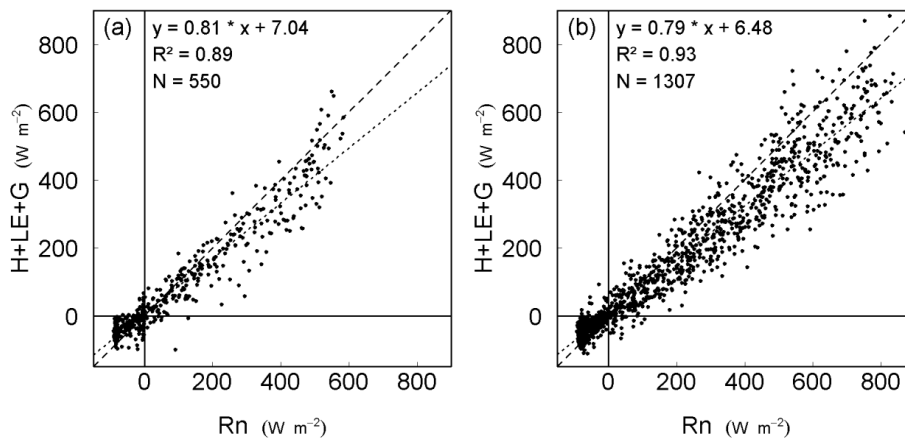 (a)
y = 0.81 * x + 7.04
R² = 0.89
N = 550
800
600
400
200
0
H+LE+G (W m⁻²)
0 200 400 600 800
Rn (W m⁻²)
(b)
y = 0.79 * x + 6.48
R² = 0.93
N = 1307
800
600
400
200
0
H+LE+G (W m⁻²)
0 200 400 600 800
Rn (W m⁻²)